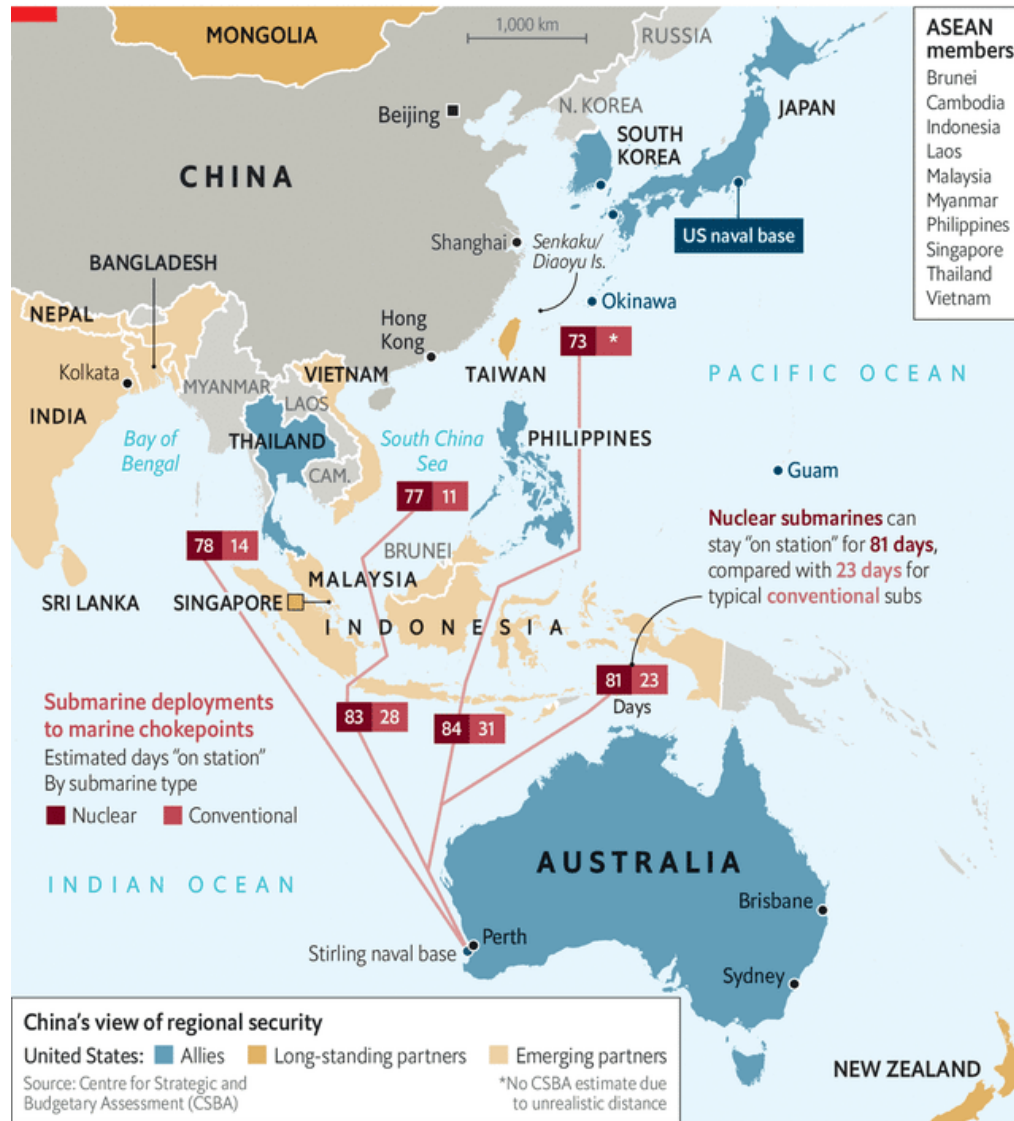 1,000 km
MONGOLIA
RUSSIA
ASEAN
members
Brunei
Cambodia
Indonesia
Laos
Malaysia
Myanmar
Philippines
Singapore
Thailand
Vietnam
Beijing
N. KOREA
JAPAN
SOUTH
KOREA
CHINA
US naval base
Shanghai
Senkaku/
Diaoyu Is.
BANGLADESH
Okinawa
NEPAL
Hong
Kong
73 *
Kolkata
MYANMAR
VIETNAM
TAIWAN
PACIFIC OCEAN
LAOS
INDIA
Bay of
Bengal
THAILAND
South China
Sea
PHILIPPINES
CAM.
Guam
77 11
Nuclear submarines can
stay "on station" for 81 days,
compared with 23 days for
typical conventional subs
78 14
BRUNEI
MALAYSIA
SRI LANKA
SINGAPORE
INDONESIA
81 23
Days
83 28
84 31
Submarine deployments
to marine chokepoints
Estimated days "on station"
By submarine type
Nuclear Conventional
AUSTRALIA
INDIAN OCEAN
Brisbane
Perth
Stirling naval base
Sydney
China's view of regional security
United States: Allies Long-standing partners Emerging partners
Source: Centre for Strategic and
Budgetary Assessment (CSBA)
*No CSBA estimate due
to unrealistic distance
NEW ZEALAND